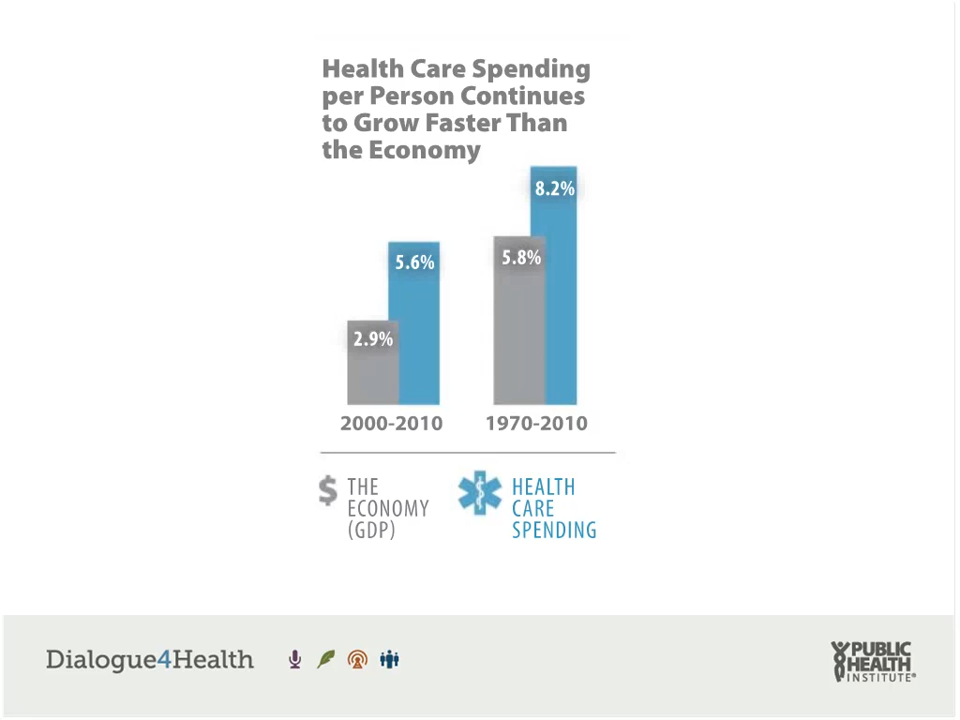 Health Care Spending
per Person Continues
to Grow Faster Than
the Economy
8.2%
5.6%
5.8%
2.9%
2000-2010
1970-2010
$ THE
ECONOMY
(GDP)
HEALTH
CARE
SPENDING
Dialogue4Health
PUBLIC
HEALTH
INSTITUTE®